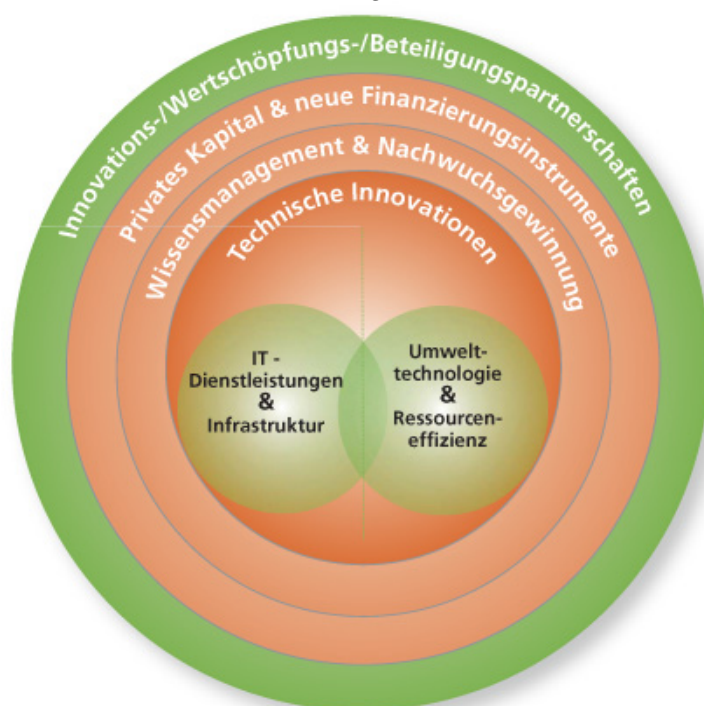 Innovations-/Wertschöpfungs-/Beteiligungspartnerschaften
Privates Kapital & neue Finanzierungsinstrumente
Wissensmanagement & Nachwuchsgewinnung
Technische Innovationen
IT -
Dienstleistungen
&
Infrastruktur
Umwelt-
technologie
&
Ressourcen-
effizienz